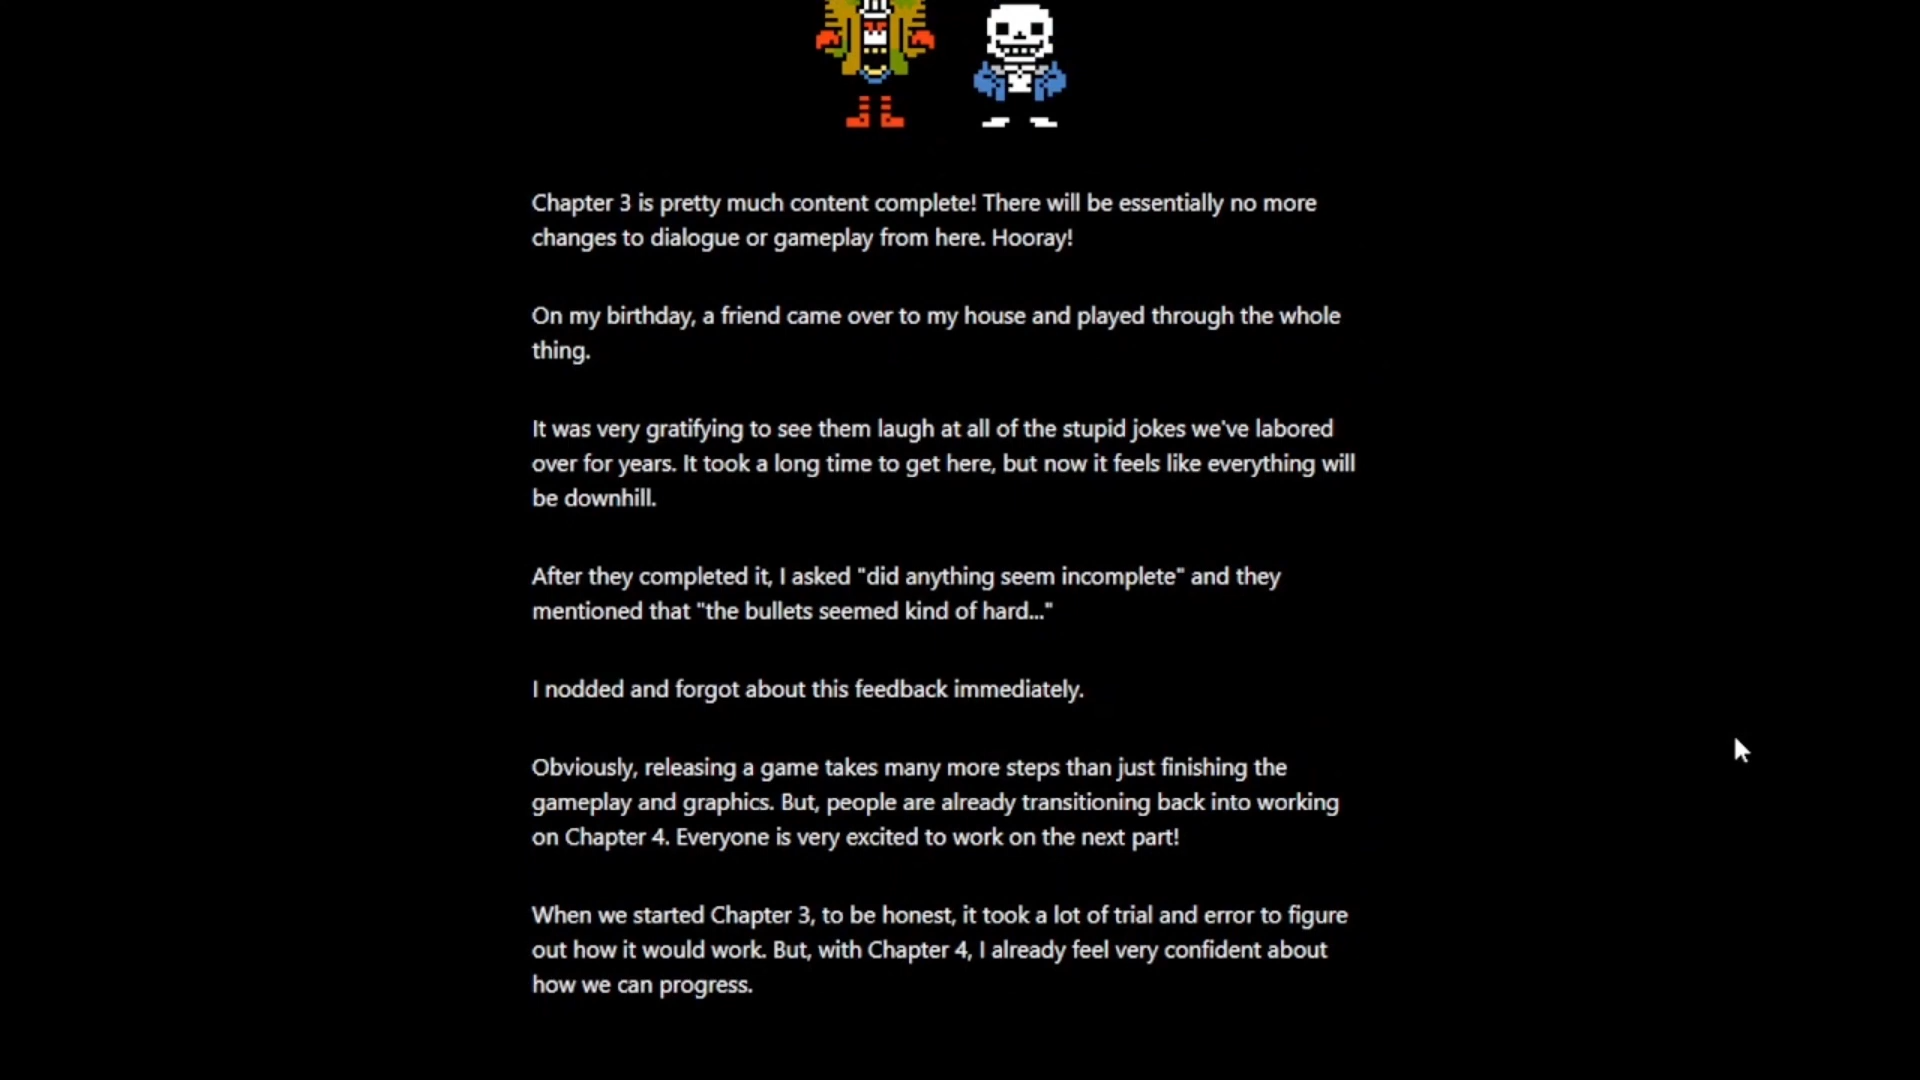 Chapter 3 is pretty much content complete! There will be essentially no more
changes to dialogue or gameplay from here. Hooray!
On my birthday, a friend came over to my house and played through the whole
thing.
It was very gratifying to see them laugh at all of the stupid jokes we've labored
over for years. It took a long time to get here, but now it feels like everything will
be downhill.
After they completed it, I asked "did anything seem incomplete" and they
mentioned that "the bullets seemed kind of hard..."
I nodded and forgot about this feedback immediately.
Obviously, releasing a game takes many more steps than just finishing the
gameplay and graphics. But, people are already transitioning back into working
on Chapter 4. Everyone is very excited to work on the next part!
When we started Chapter 3, to be honest, it took a lot of trial and error to figure
out how it would work. But, with Chapter 4, I already feel very confident about
how we can progress.